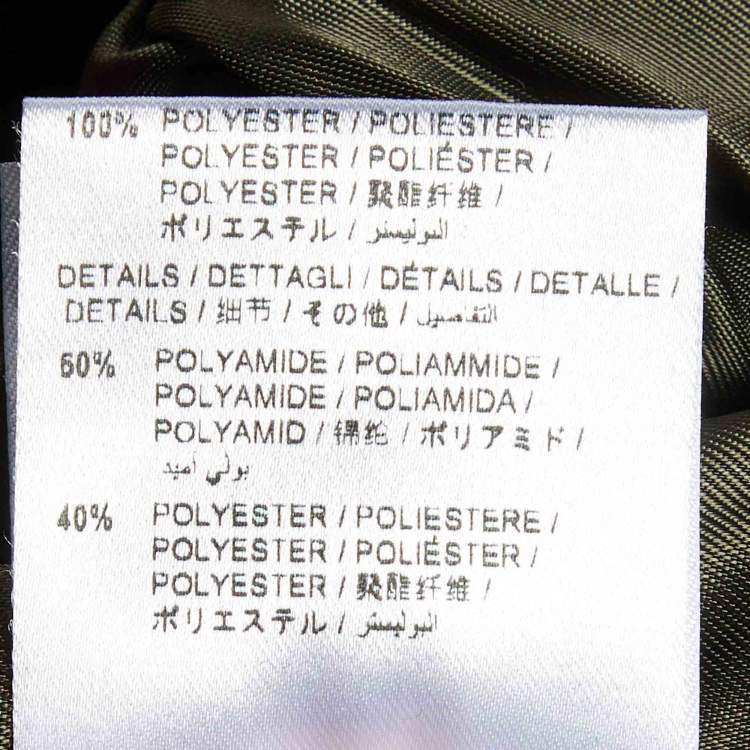 100% POLYESTER / POLIESTERE /
POLYESTER / POLIÉSTER /
POLYESTER / 聚酯纤维 /
ポリエステル / البوليستر
DETAILS / DETTAGLI / DÉTAILS / DETALLE /
DETAILS / 细节 / その他 / التفاصيل
60% POLYAMIDE / POLIAMMIDE /
POLYAMIDE / POLIAMIDA /
POLYAMID / 锦纶 / ポリアミド /
بولي أميد
40% POLYESTER / POLIESTERE /
POLYESTER / POLIÉSTER /
POLYESTER / 聚酯纤维 /
ポリエステル / البوليستر